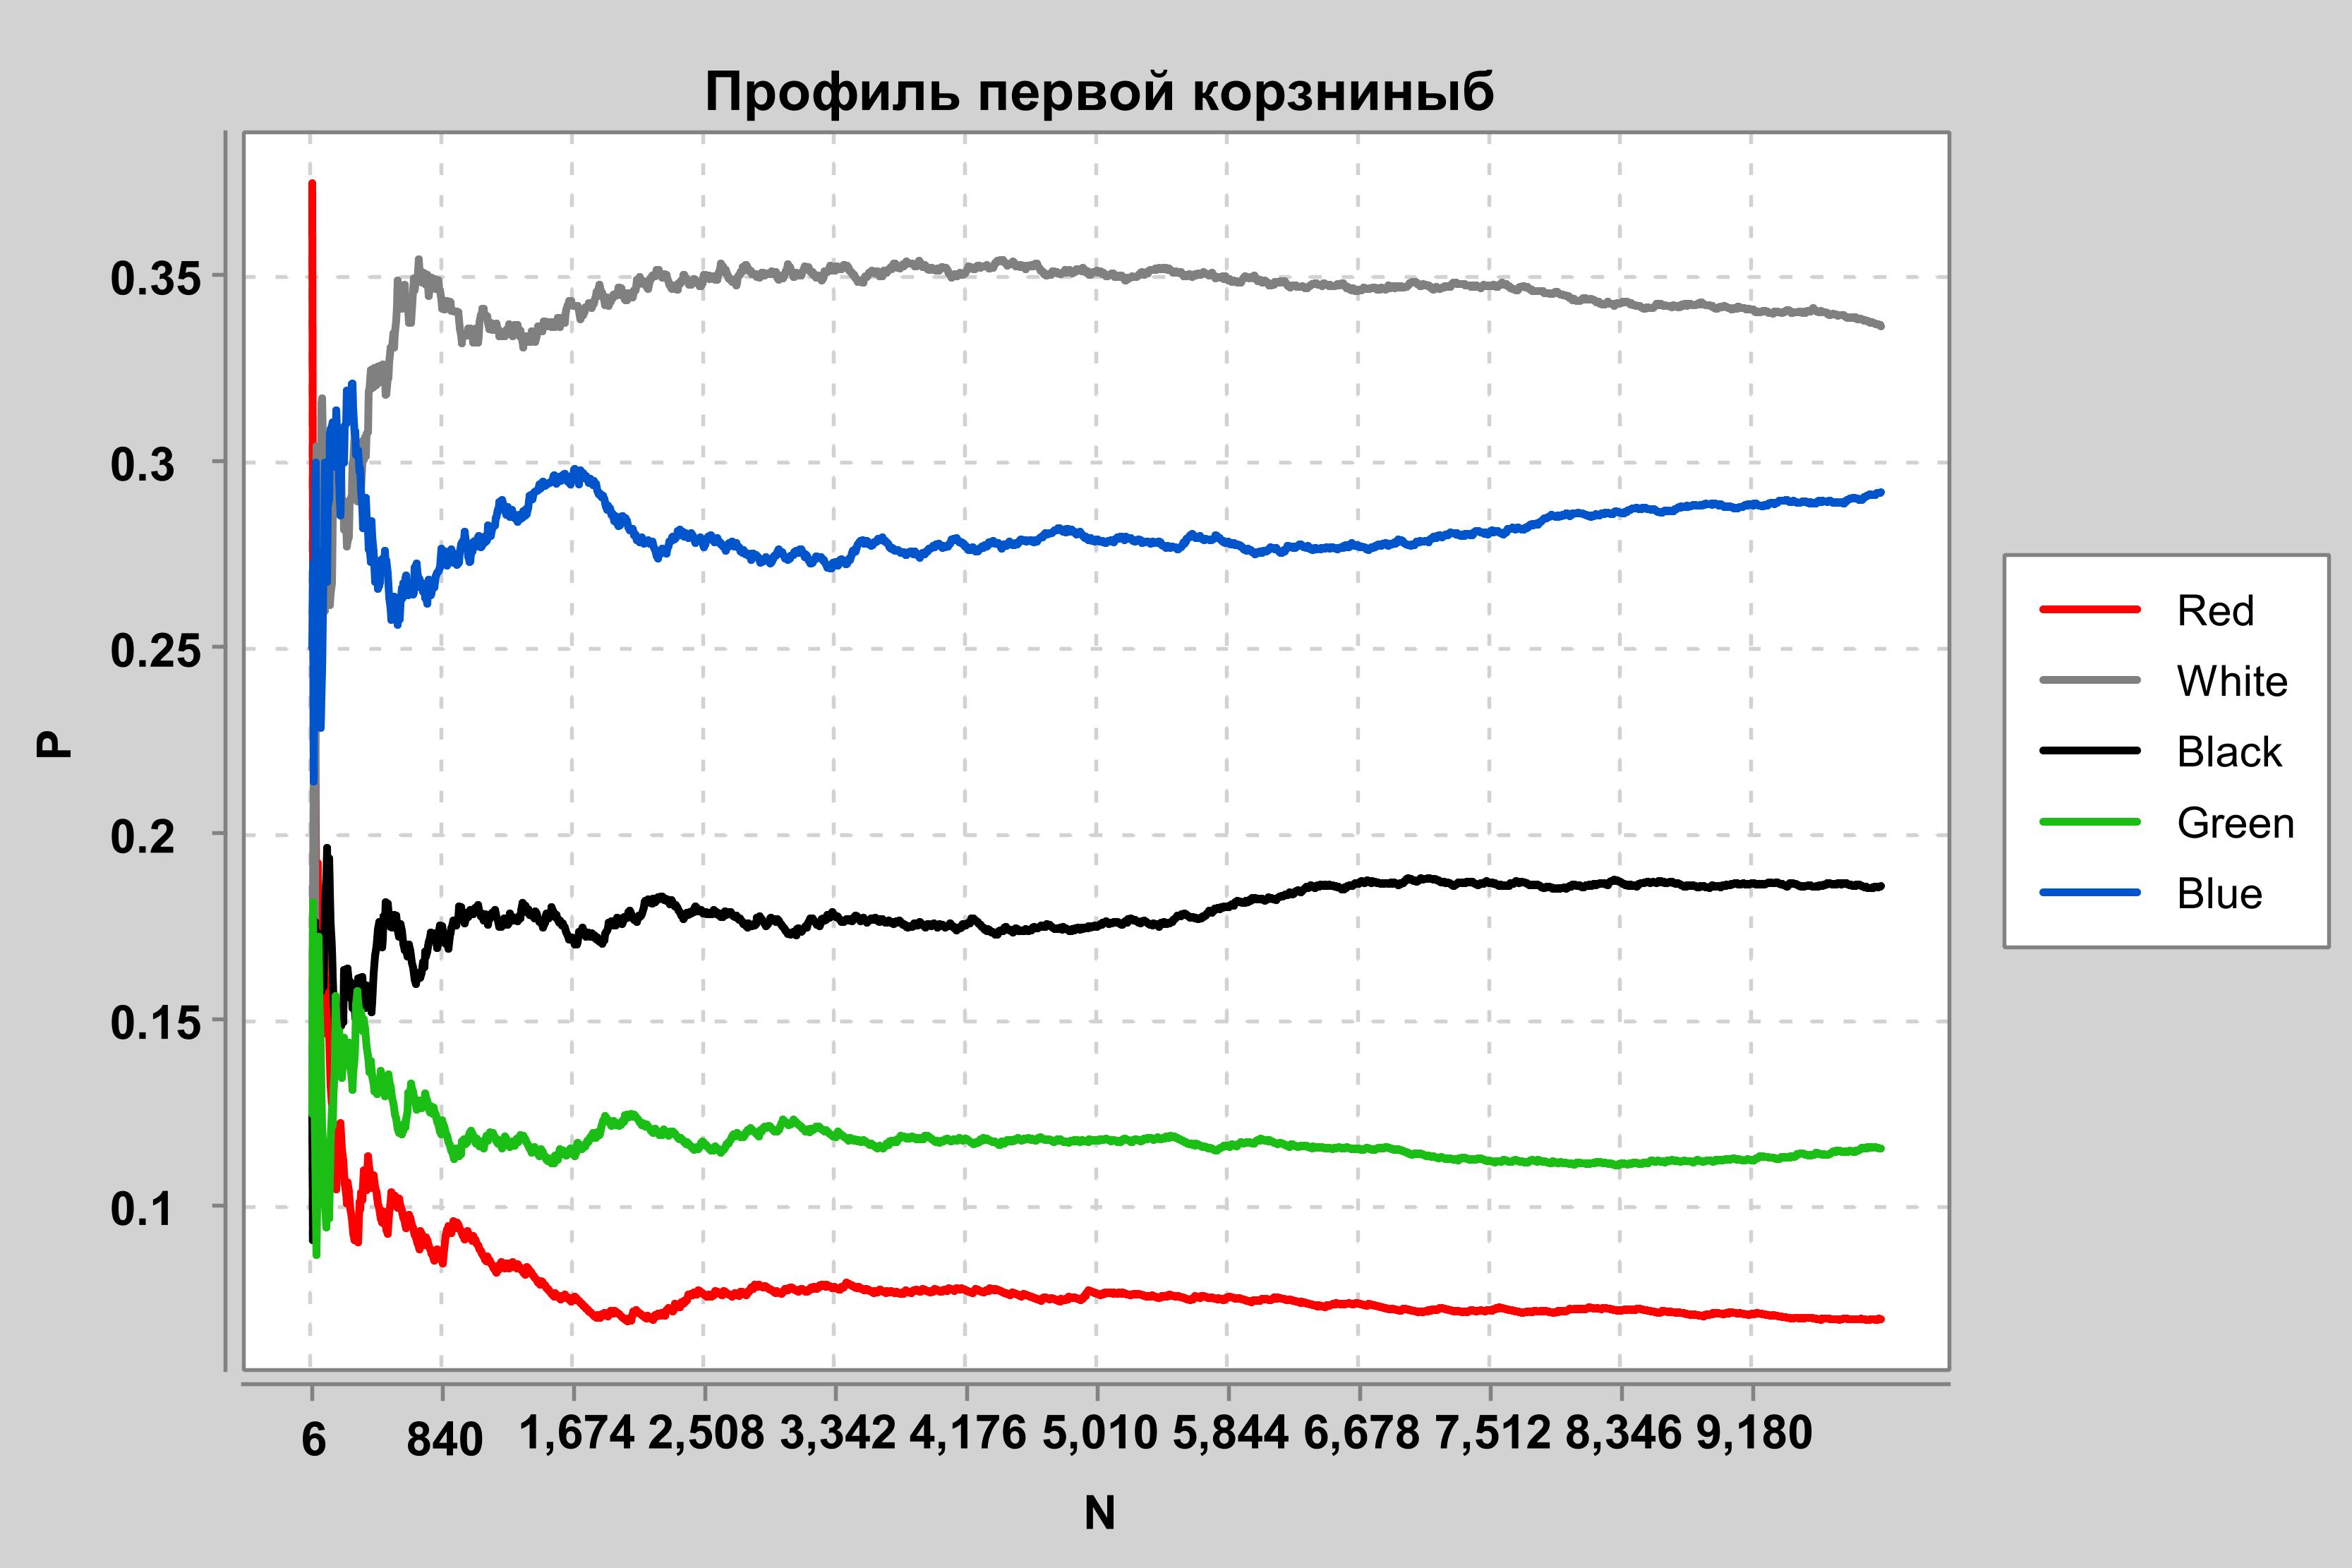 Профиль первой корзниныб
0.35
0.3
0.25
0.2
0.15
0.1
P
6 840 1,674 2,508 3,342 4,176 5,010 5,844 6,678 7,512 8,346 9,180
N
Red
White
Black
Green
Blue